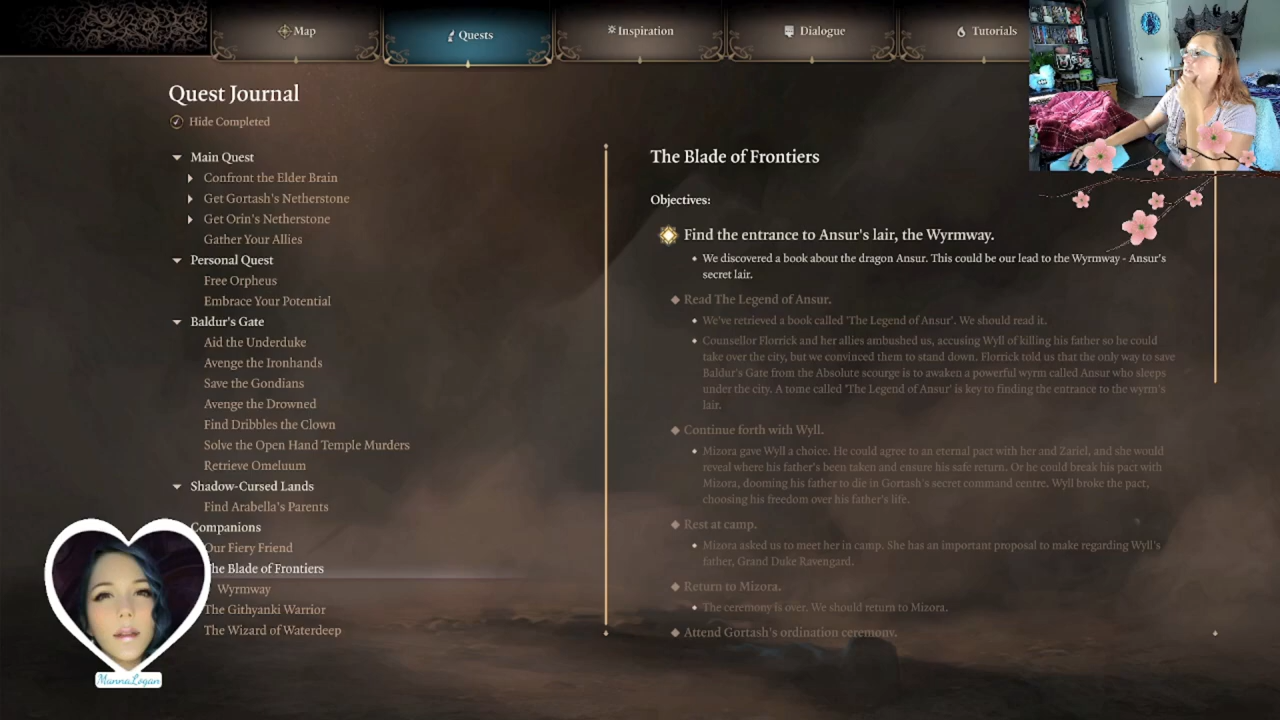 Map
Quests
Inspiration
Dialogue
Tutorials
Quest Journal
Hide Completed
Main Quest
Confront the Elder Brain
Get Gortash's Netherstone
Get Orin's Netherstone
Gather Your Allies
Personal Quest
Free Orpheus
Embrace Your Potential
Baldur's Gate
Aid the Underduke
Avenge the Ironhands
Save the Gondians
Avenge the Drowned
Find Dribbles the Clown
Solve the Open Hand Temple Murders
Retrieve Omeluum
Shadow-Cursed Lands
Find Arabella's Parents
Companions
Our Fiery Friend
The Blade of Frontiers
Wyrmway
The Githyanki Warrior
The Wizard of Waterdeep
MunnaLogan
The Blade of Frontiers
Objectives:
Find the entrance to Ansur's lair, the Wyrmway.
We discovered a book about the dragon Ansur. This could be our lead to the Wyrmway - Ansur's
secret lair.
Read The Legend of Ansur.
We've retrieved a book called 'The Legend of Ansur'. We should read it.
Counsellor Florrick and her allies ambushed us, accusing Wyll of killing his father so he could
take over the city, but we convinced them to stand down. Florrick told us that the only way to save
Baldur's Gate from the Absolute scourge is to awaken a powerful wyrm called Ansur who sleeps
under the city. A tome called 'The Legend of Ansur' is key to finding the entrance to the wyrm's
lair.
Continue forth with Wyll.
Mizora gave Wyll a choice. He could agree to an eternal pact with her and Zariel, and she would
reveal where his father's been taken and ensure his safe return. Or he could break his pact with
Mizora, dooming his father to die in Gortash's secret command centre. Wyll broke the pact,
choosing his freedom over his father's life.
Rest at camp.
Mizora asked us to meet her in camp. She has an important proposal to make regarding Wyll's
father, Grand Duke Ravengard.
Return to Mizora.
The ceremony is over. We should return to Mizora.
Attend Gortash's ordination ceremony.